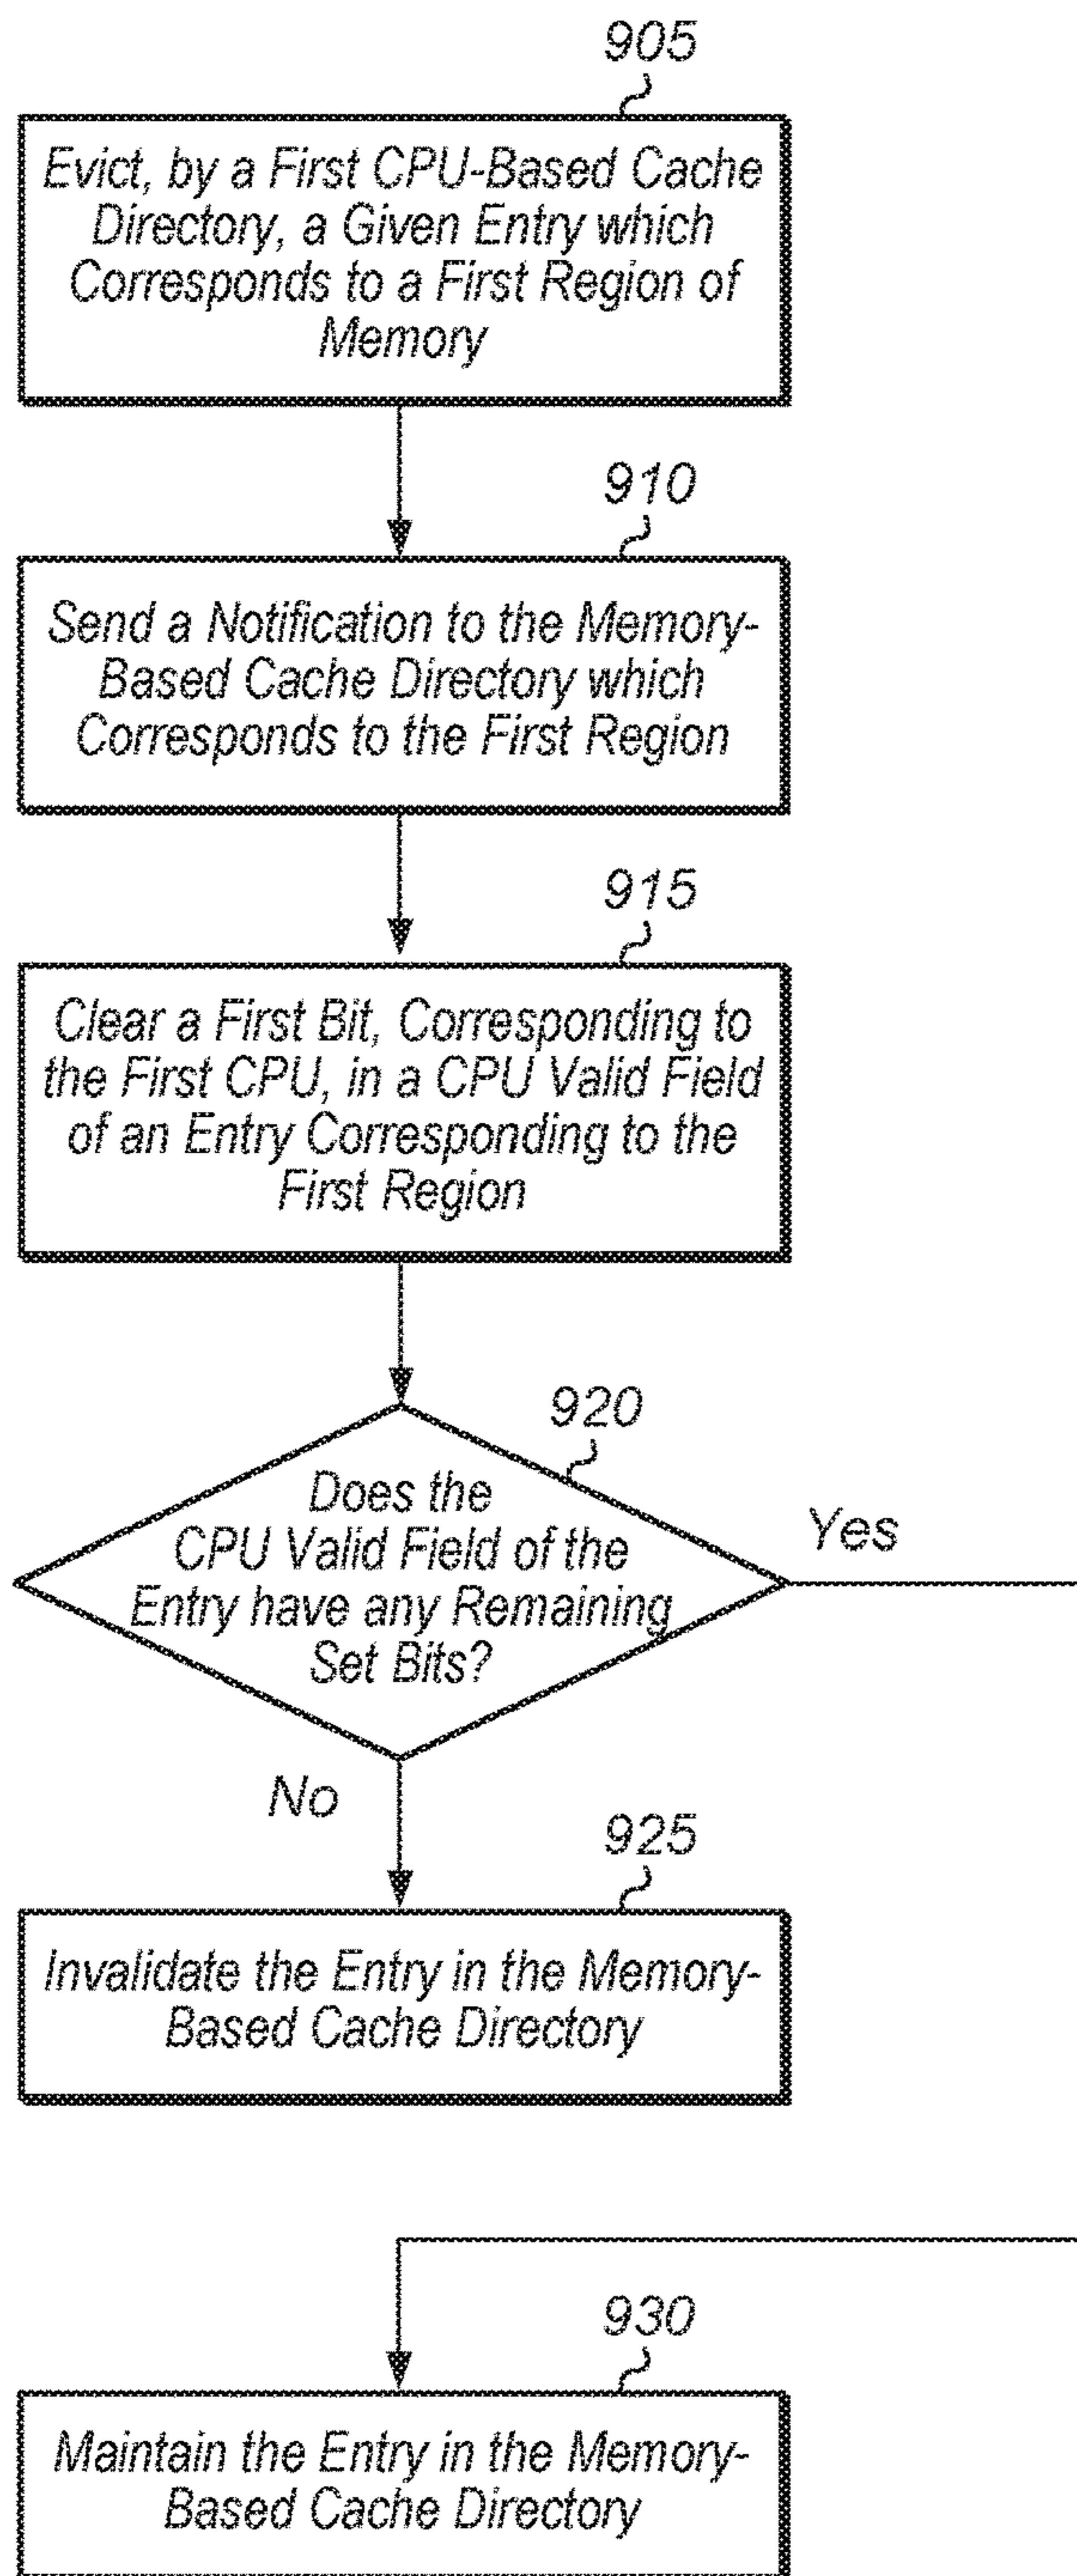 905
Evict, by a First CPU-Based Cache
Directory, a Given Entry which
Corresponds to a First Region of
Memory
910
Send a Notification to the Memory-
Based Cache Directory which
Corresponds to the First Region
915
Clear a First Bit, Corresponding to
the First CPU, in a CPU Valid Field
of an Entry Corresponding to the
First Region
920
Does the
CPU Valid Field of the
Entry have any Remaining
Set Bits?
Yes
No
925
Invalidate the Entry in the Memory-
Based Cache Directory
930
Maintain the Entry in the Memory-
Based Cache Directory